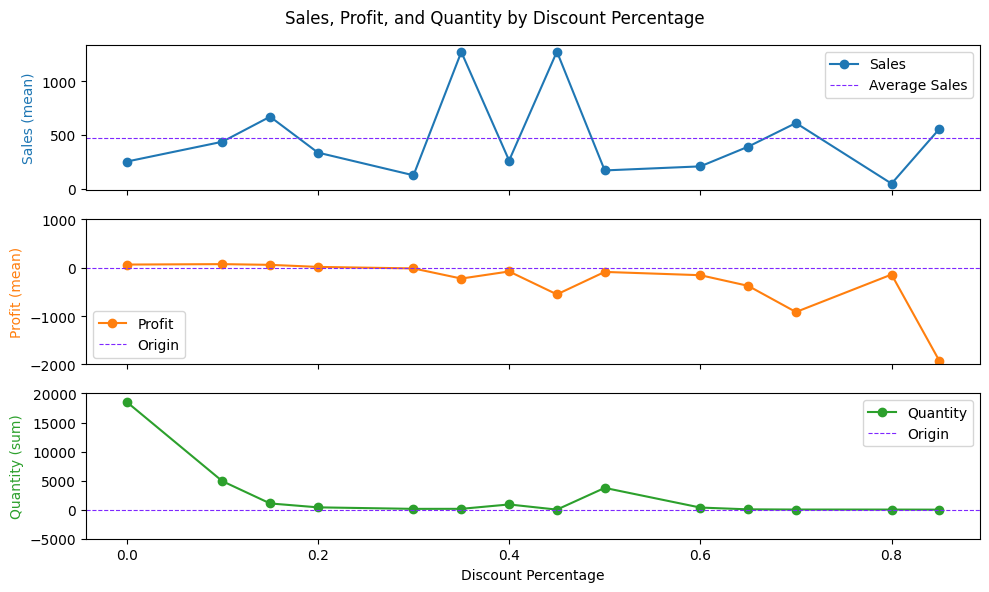 Sales, Profit, and Quantity by Discount Percentage
Sales (mean)
1000
500
0
Sales
Average Sales
Profit (mean)
1000
0
−1000
−2000
Profit
Origin
Quantity (sum)
20000
15000
10000
5000
0
−5000
Quantity
Origin
0.0 0.2 0.4 0.6 0.8
Discount Percentage